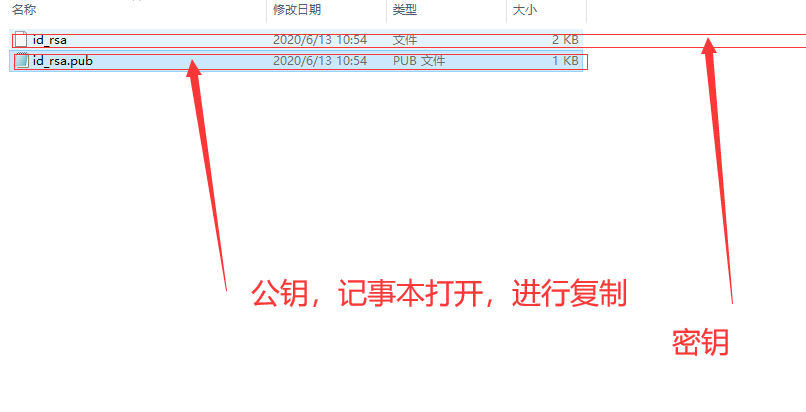 名称 修改日期 类型 大小
id_rsa 2020/6/13 10:54 文件 2 KB
id_rsa.pub 2020/6/13 10:54 PUB 文件 1 KB
公钥，记事本打开，进行复制
密钥